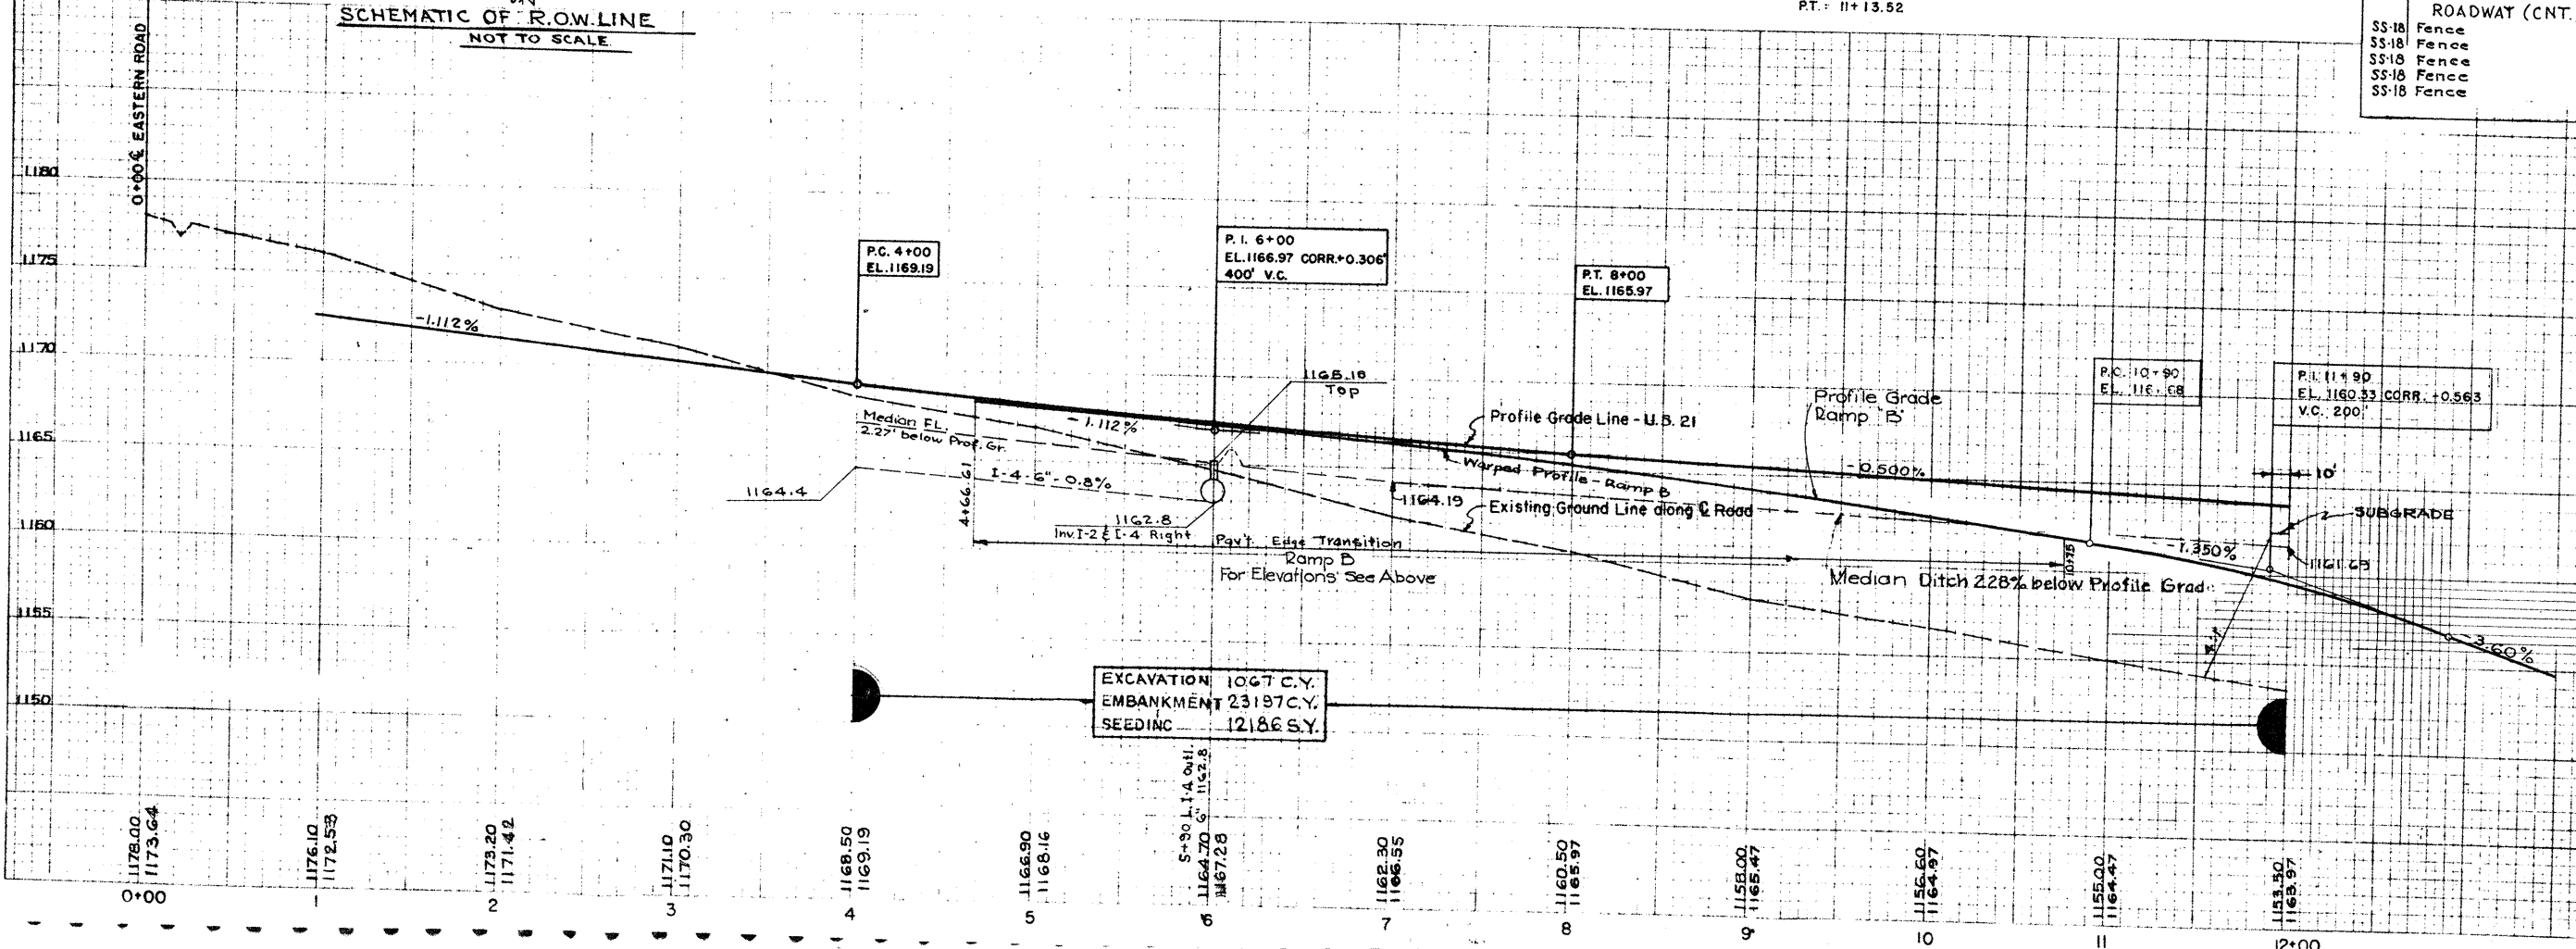 SCHEMATIC OF R.O.W. LINE
NOT TO SCALE
P.T. = 11+13.52
ROADWAY (CNT.
SS-18 Fence
SS-18 Fence
SS-18 Fence
SS-18 Fence
SS-18 Fence
0+00 ℄ EASTERN ROAD
1180
1175
1170
1165
1160
1155
1150
-1.112%
P.C. 4+00
EL. 1169.19
P.I. 6+00
EL. 1166.97 CORR.+0.306'
400' V.C.
P.T. 8+00
EL. 1165.97
P.C. 10+90
P.I. 11+90
EL. 1160.33 CORR. +0.563
V.C. 200'
1165.18
TOP
Profile Grade
Ramp "B"
Profile Grade Line - U.S. 21
Median FL.
2.27' below Prof. Gr.
-1.112%
I-4-6"-0.8%
4+66.61
1164.4
Warped Profile - Ramp B
-0.500%
10'
1164.19
Existing Ground Line along ℄ Road
SUBGRADE
1162.8
Inv. I-2 & I-4 Right
Pav't. Edge Transition
Ramp B
For Elevations See Above
10+75
-1.350%
1161.69
Median Ditch 2.28% below Profile Grad
-3.60%
EXCAVATION 1067 C.Y.
EMBANKMENT 23197 C.Y.
SEEDING 12186 S.Y.
5+90 L. I-4 Outl.
6" 1162.8
1178.00
1173.64
1176.10
1172.53
1173.20
1171.42
1171.10
1170.30
1168.50
1169.19
1166.90
1168.16
1164.70
1167.28
1162.30
1166.55
1160.50
1165.97
1158.00
1165.47
1156.60
1164.97
1155.00
1164.47
1153.50
1163.97
0+00 1 2 3 4 5 6 7 8 9 10 11 12+00